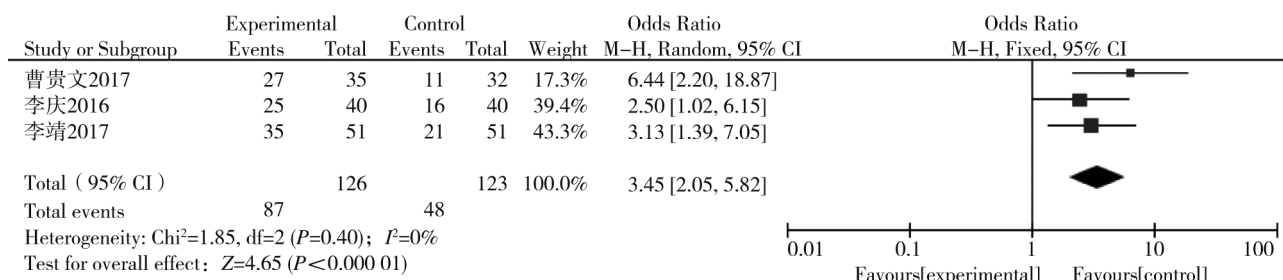 Experimental Control Odds Ratio Odds Ratio
Study or Subgroup Events Total Events Total Weight M-H, Random, 95% CI M-H, Fixed, 95% CI
曹贵文2017 27 35 11 32 17.3% 6.44 [2.20, 18.87]
李庆2016 25 40 16 40 39.4% 2.50 [1.02, 6.15]
李靖2017 35 51 21 51 43.3% 3.13 [1.39, 7.05]
Total（95% CI） 126 123 100.0% 3.45 [2.05, 5.82]
Total events 87 48
Heterogeneity: Chi²=1.85, df=2 (P=0.40)； I²=0%
Test for overall effect：Z=4.65 (P＜0.000 01)
0.01 0.1 1 10 100
Favours[experimental] Favours[control]